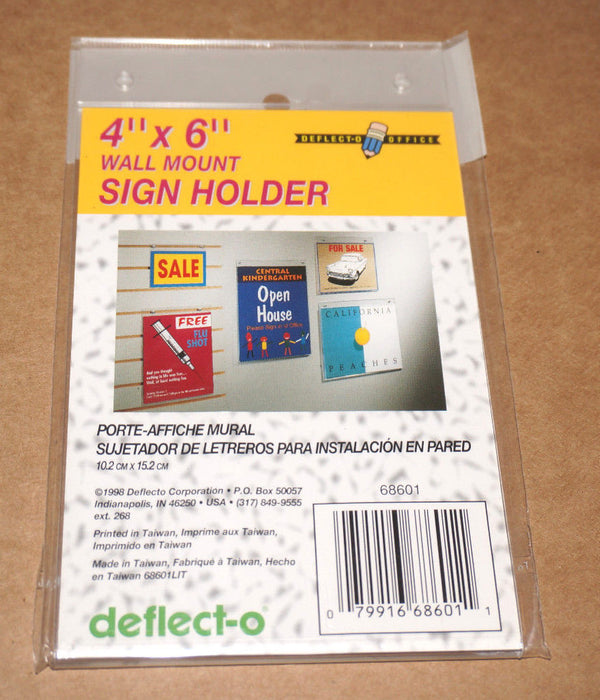 4" x 6"
WALL MOUNT
SIGN HOLDER
DEFLECT-O OFFICE
SALE
CENTRAL
KINDERGARTEN
Open
House
FOR SALE
FREE
FLU
SHOT
CALIFORNIA
PEACHES
PORTE-AFFICHE MURAL
SUJETADOR DE LETREROS PARA INSTALACIÓN EN PARED
10.2 CM X 15.2 CM
©1998 Deflecto Corporation • P.O. Box 50057
Indianapolis, IN 46250 • USA • (317) 849-9555
ext. 268
Printed in Taiwan, Imprime aux Taiwan,
Imprimido en Taiwan
Made in Taiwan, Fabriqué à Taiwan, Hecho
en Taiwan 68601LIT
deflect-o
68601
0 79916 68601 1